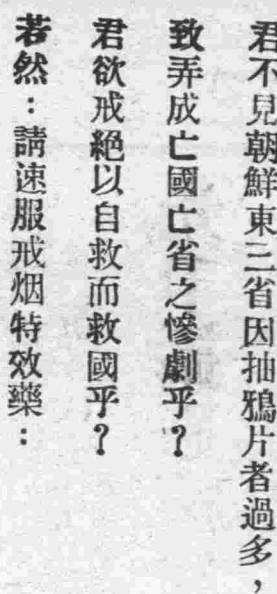 君不見朝鮮東三省因抽鴉片者過多，
致弄成亡國亡省之慘劇乎？
君欲戒絕以自救而救國乎？
若然：請速服戒烟特效藥：